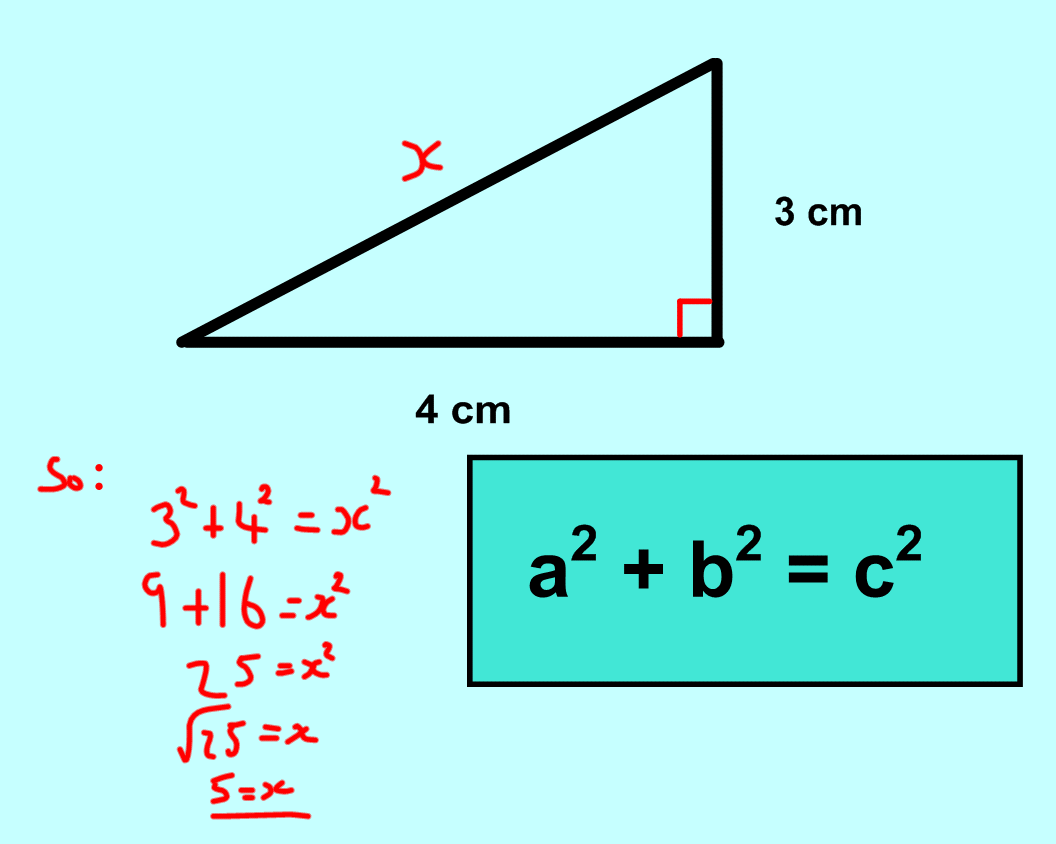 x
3 cm
4 cm
So:
3² + 4² = x²
9 + 16 = x²
25 = x²
√25 = x
5 = x
a² + b² = c²